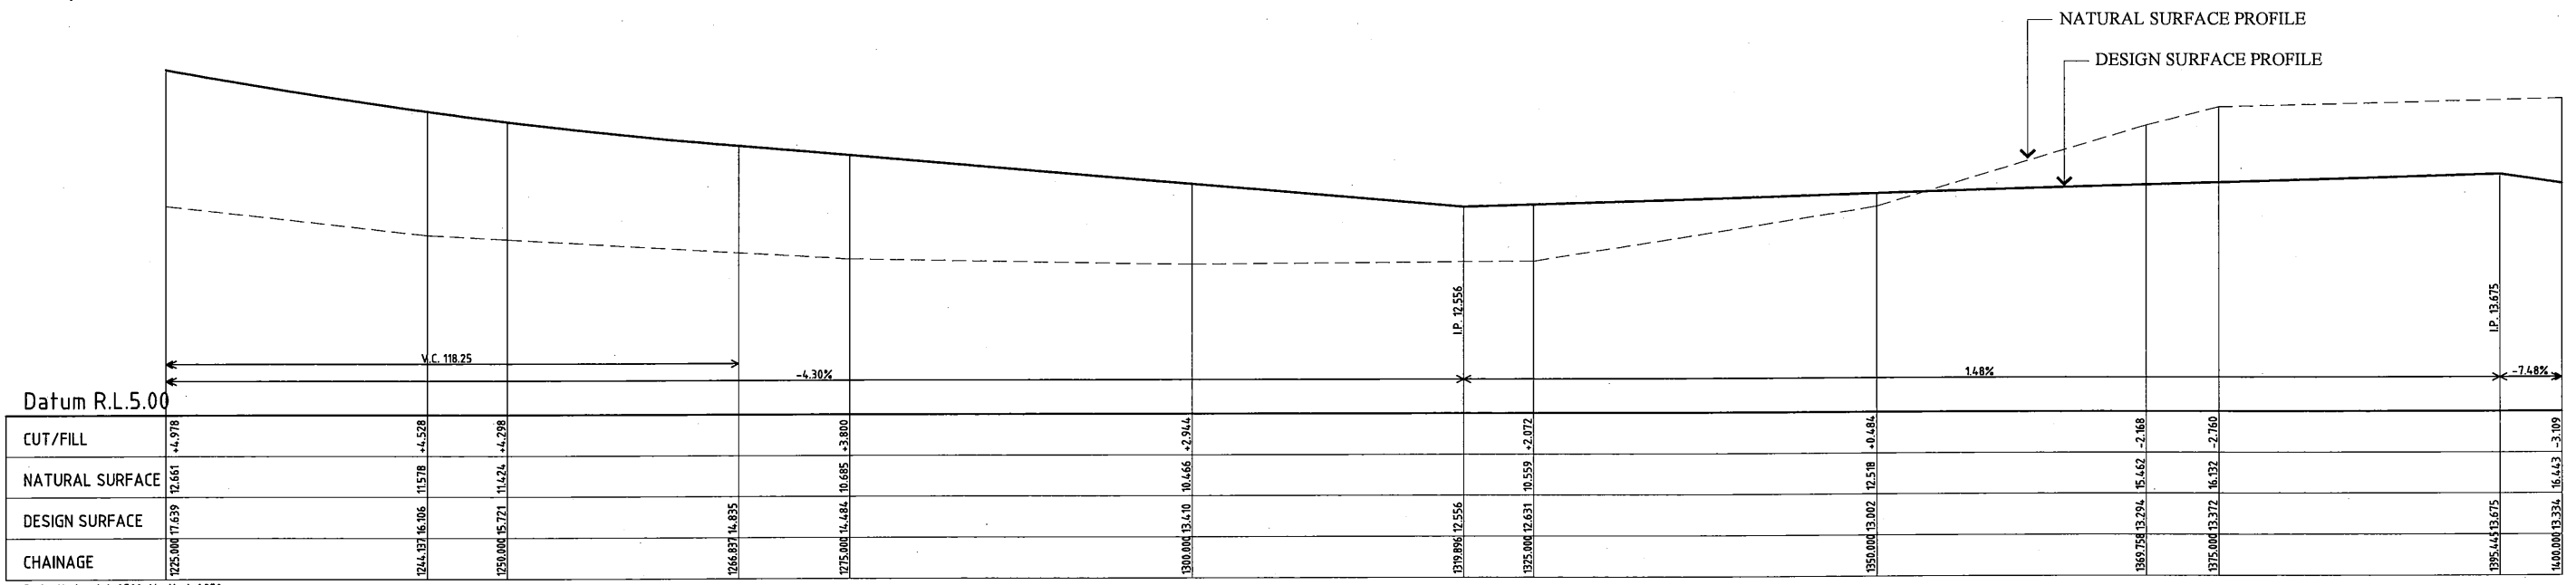 NATURAL SURFACE PROFILE
DESIGN SURFACE PROFILE
I.P. 12.556
I.P. 13.675
V.C. 118.25
-4.30%
1.48%
-7.48%
Datum R.L.5.00
CUT/FILL +4.978 +4.528 +4.298 +3.800 +2.944 +2.072 +0.484 -2.168 -2.760 -3.109
NATURAL SURFACE 12.661 11.578 11.424 10.685 10.466 10.559 12.518 15.462 16.132 16.443
DESIGN SURFACE 17.639 16.106 15.721 14.835 14.484 13.410 12.556 12.631 13.002 13.294 13.372 13.675 13.334
CHAINAGE 1225.000 1244.137 1250.000 1266.837 1275.000 1300.000 1319.896 1325.000 1350.000 1369.758 1375.000 1395.445 1400.000